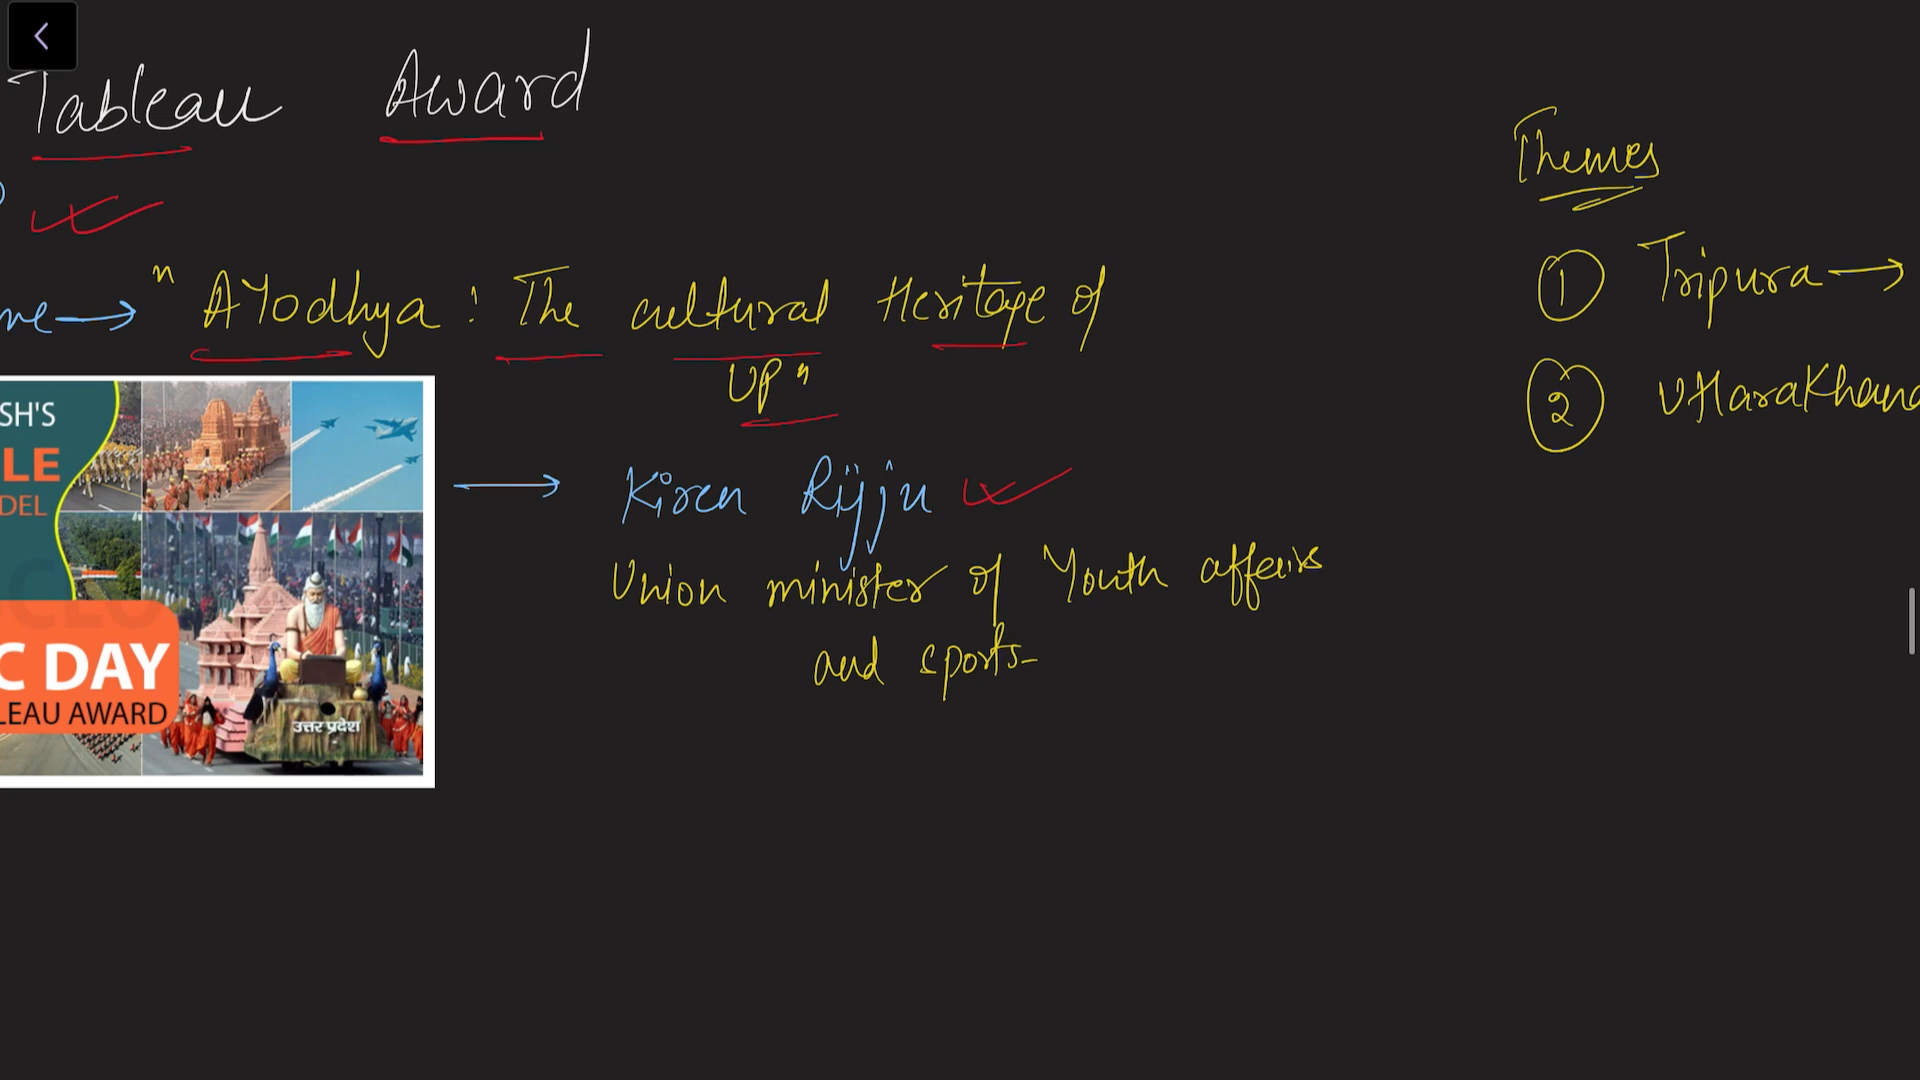 Tableau Award
me → "AYodhya : The cultural Heritage of
UP"
SH'S
LE
DEL
C DAY
LEAU AWARD
उत्तर प्रदेश
→ Kiren Rijju
Union minister of Youth affairs
and sports-
Themes
① Tripura →
② Uttarakhand